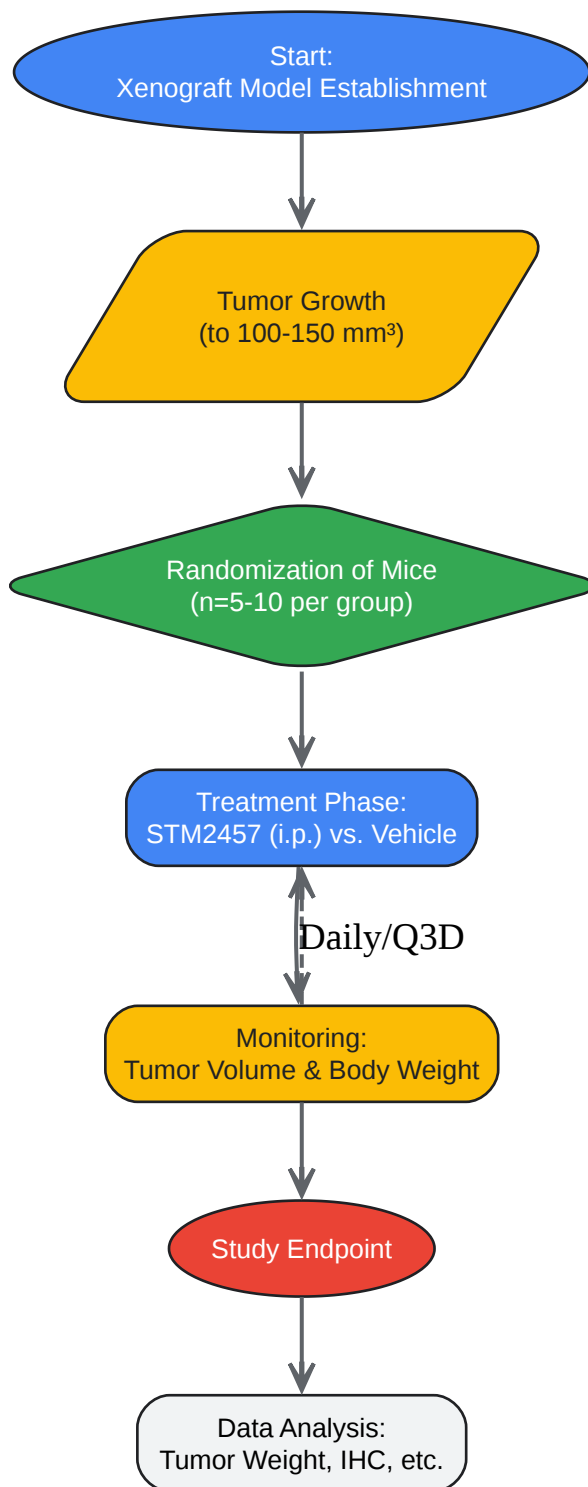 Start:
Xenograft Model Establishment
Tumor Growth
(to 100-150 mm³)
Randomization of Mice
(n=5-10 per group)
Treatment Phase:
STM2457 (i.p.) vs. Vehicle
Daily/Q3D
Monitoring:
Tumor Volume & Body Weight
Study Endpoint
Data Analysis:
Tumor Weight, IHC, etc.